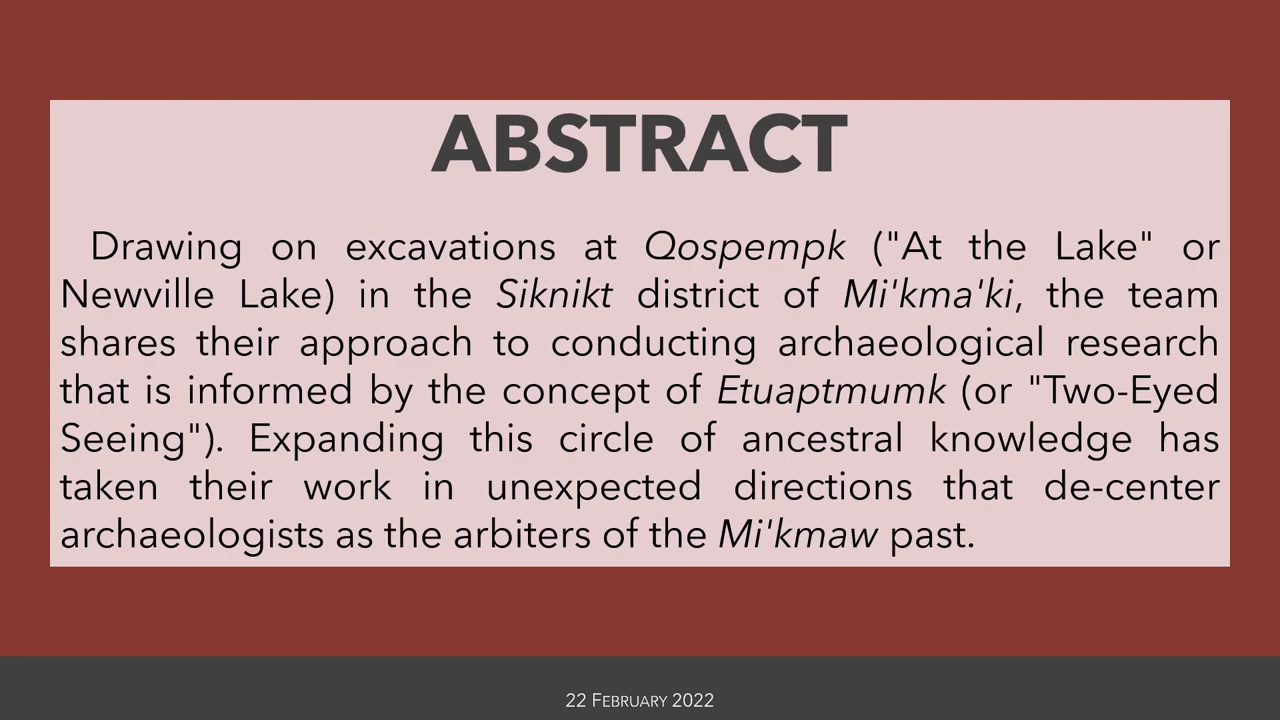 ABSTRACT
Drawing on excavations at Qospempk ("At the Lake" or
Newville Lake) in the Siknikt district of Mi'kma'ki, the team
shares their approach to conducting archaeological research
that is informed by the concept of Etuaptmumk (or "Two-Eyed
Seeing"). Expanding this circle of ancestral knowledge has
taken their work in unexpected directions that de-center
archaeologists as the arbiters of the Mi'kmaw past.
22 February 2022